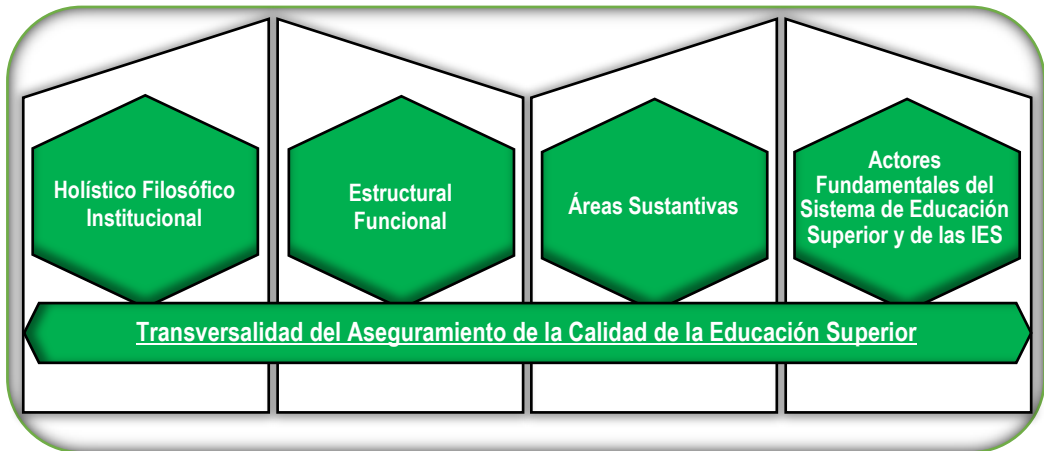 Holístico Filosófico
Institucional
Estructural
Funcional
Áreas Sustantivas
Actores
Fundamentales del
Sistema de Educación
Superior y de las IES
Transversalidad del Aseguramiento de la Calidad de la Educación Superior